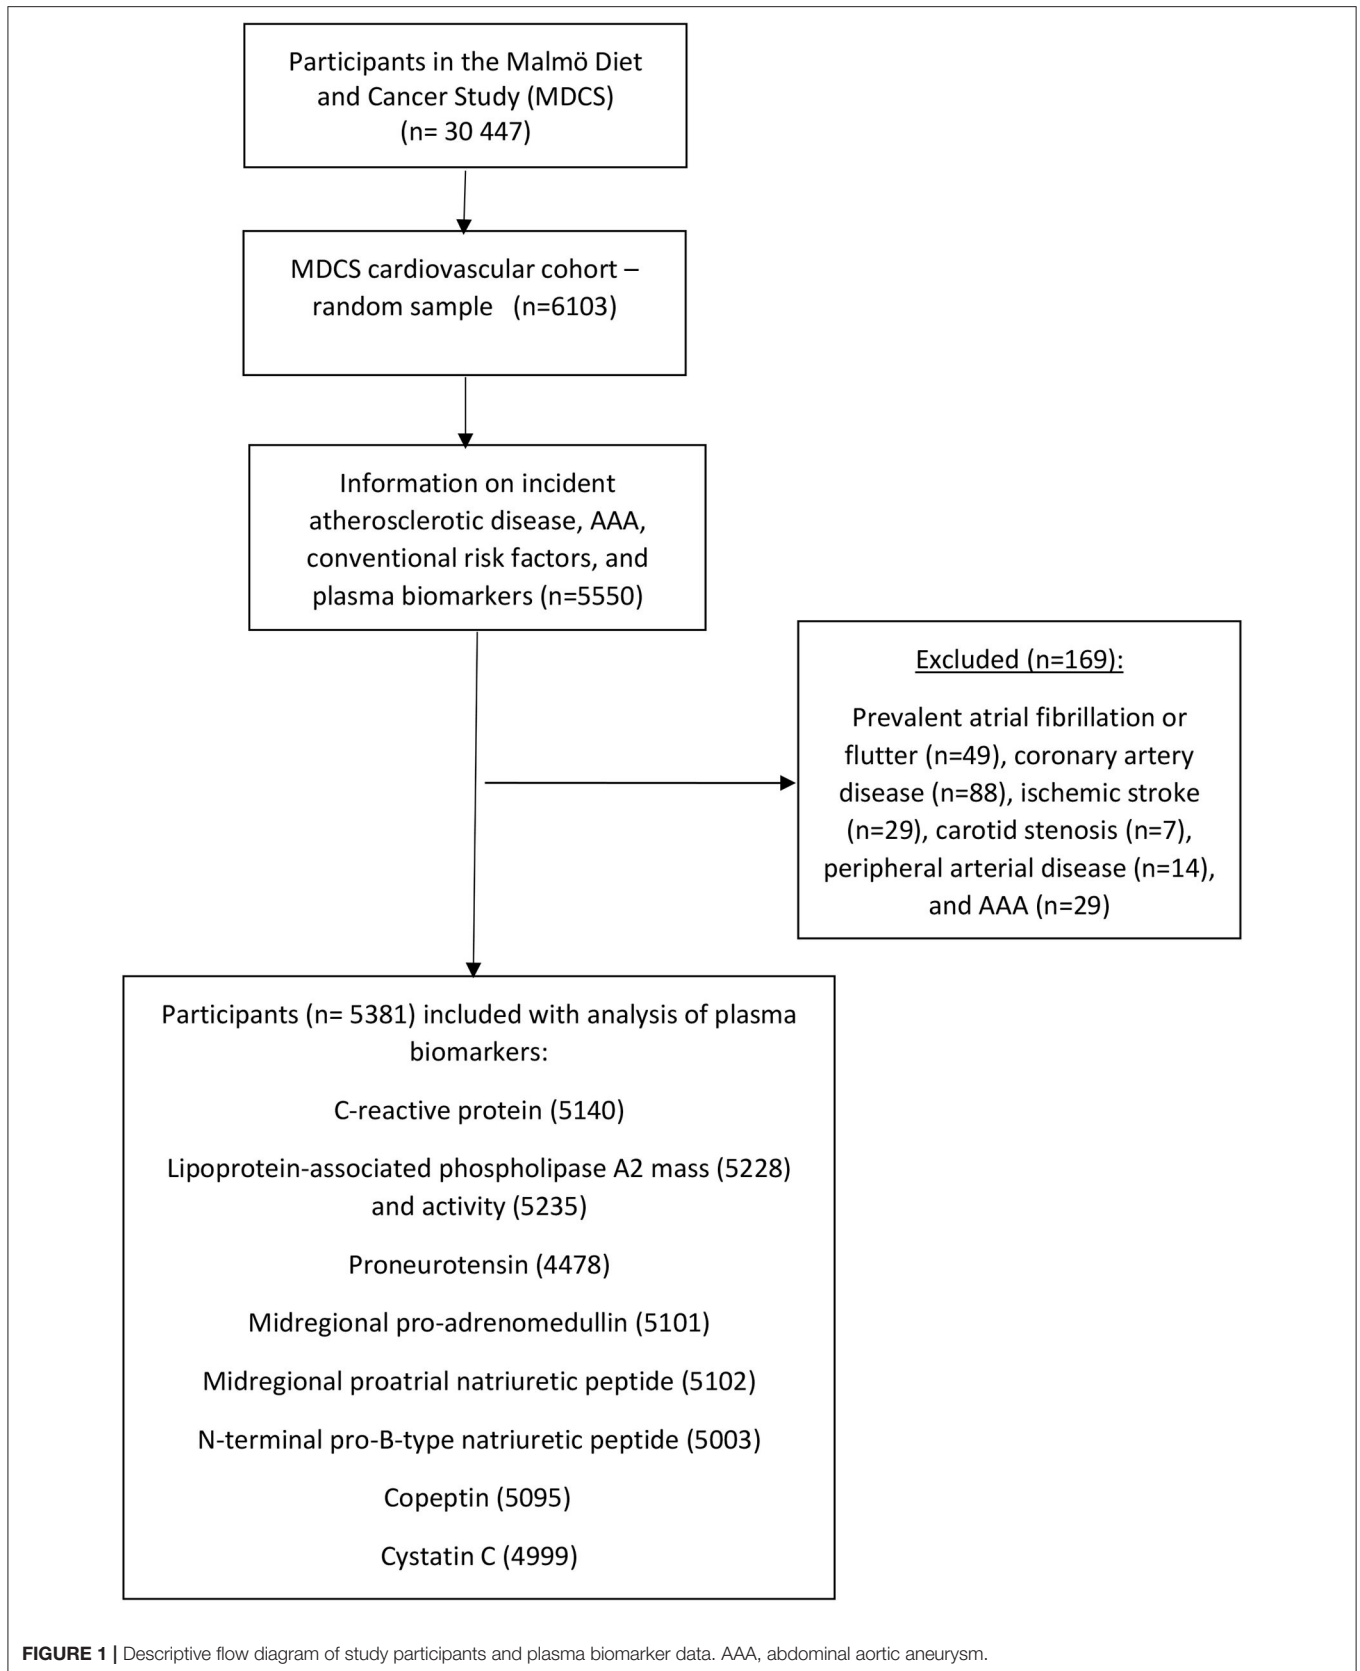 Participants in the Malmö Diet
and Cancer Study (MDCS)
(n= 30 447)
MDCS cardiovascular cohort –
random sample (n=6103)
Information on incident
atherosclerotic disease, AAA,
conventional risk factors, and
plasma biomarkers (n=5550)
Excluded (n=169):
Prevalent atrial fibrillation or
flutter (n=49), coronary artery
disease (n=88), ischemic stroke
(n=29), carotid stenosis (n=7),
peripheral arterial disease (n=14),
and AAA (n=29)
Participants (n= 5381) included with analysis of plasma
biomarkers:
C-reactive protein (5140)
Lipoprotein-associated phospholipase A2 mass (5228)
and activity (5235)
Proneurotensin (4478)
Midregional pro-adrenomedullin (5101)
Midregional proatrial natriuretic peptide (5102)
N-terminal pro-B-type natriuretic peptide (5003)
Copeptin (5095)
Cystatin C (4999)
FIGURE 1 | Descriptive flow diagram of study participants and plasma biomarker data. AAA, abdominal aortic aneurysm.